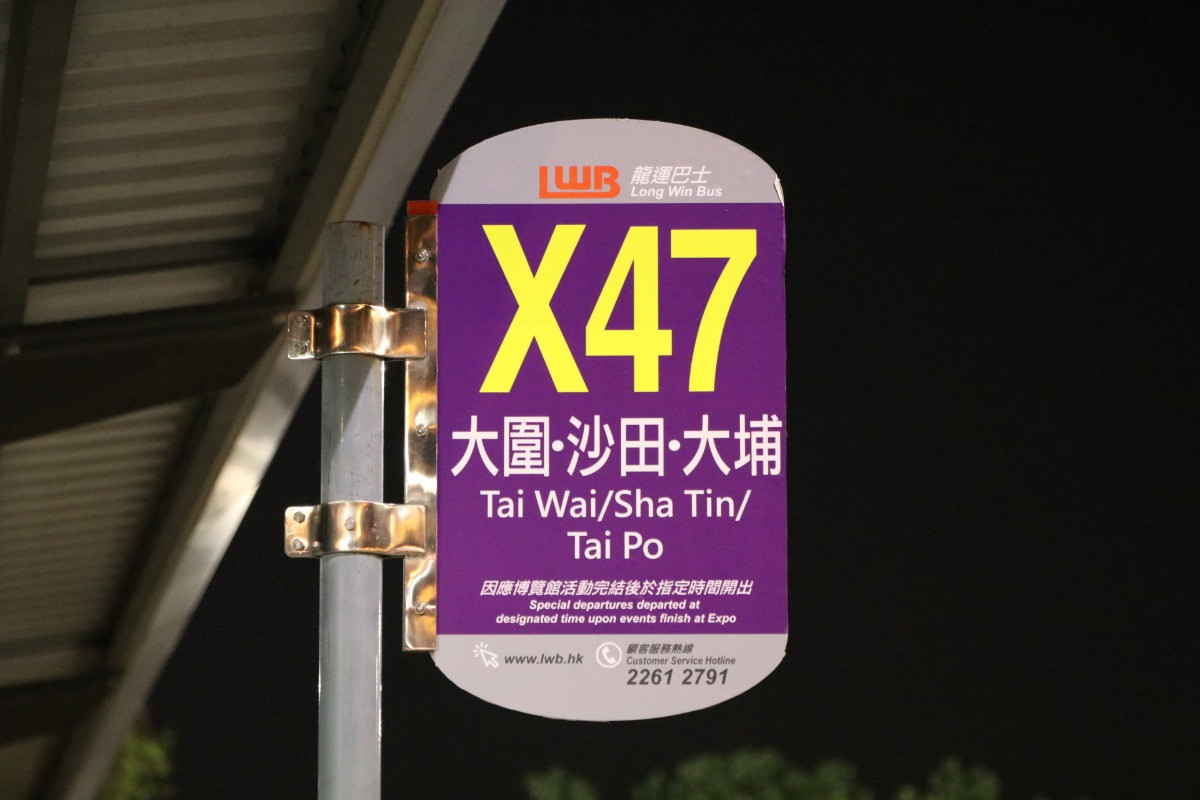 LWB 龍運巴士
Long Win Bus
X47
大圍·沙田·大埔
Tai Wai/Sha Tin/
Tai Po
因應博覽館活動完結後於指定時間開出
Special departures departed at
designated time upon events finish at Expo
www.lwb.hk
顧客服務熱線
Customer Service Hotline
2261 2791